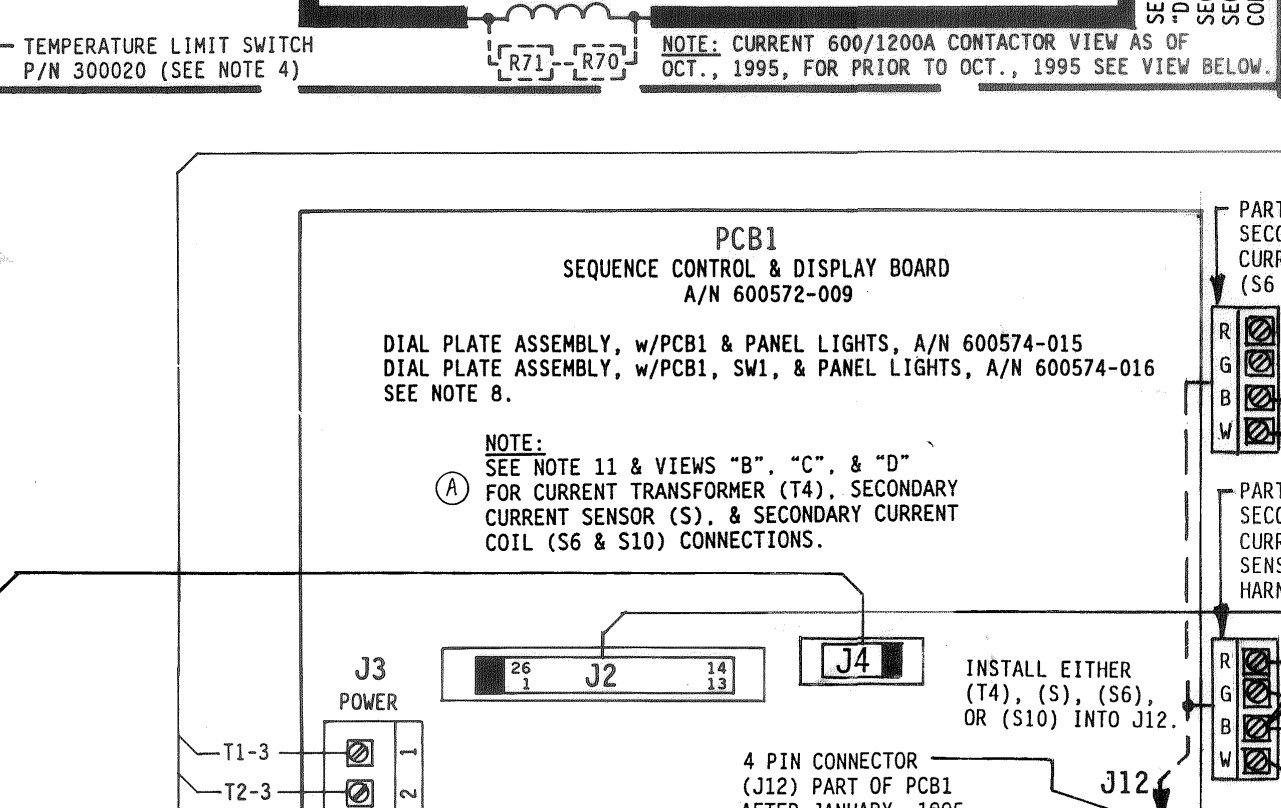 TEMPERATURE LIMIT SWITCH
P/N 300020 (SEE NOTE 4)
R71
R70
NOTE: CURRENT 600/1200A CONTACTOR VIEW AS OF
OCT., 1995, FOR PRIOR TO OCT., 1995 SEE VIEW BELOW.
PCB1
SEQUENCE CONTROL & DISPLAY BOARD
A/N 600572-009
DIAL PLATE ASSEMBLY, w/PCB1 & PANEL LIGHTS, A/N 600574-015
DIAL PLATE ASSEMBLY, w/PCB1, SW1, & PANEL LIGHTS, A/N 600574-016
SEE NOTE 8.
NOTE:
A
SEE NOTE 11 & VIEWS "B", "C", & "D"
FOR CURRENT TRANSFORMER (T4), SECONDARY
CURRENT SENSOR (S), & SECONDARY CURRENT
COIL (S6 & S10) CONNECTIONS.
PART
(S6
R
G
B
W
PART
R
G
B
W
J3
POWER
26 J2 14
1 13
J4
INSTALL EITHER
(T4), (S), (S6),
OR (S10) INTO J12.
T1-3 1
T2-3 2
4 PIN CONNECTOR
(J12) PART OF PCB1
J12